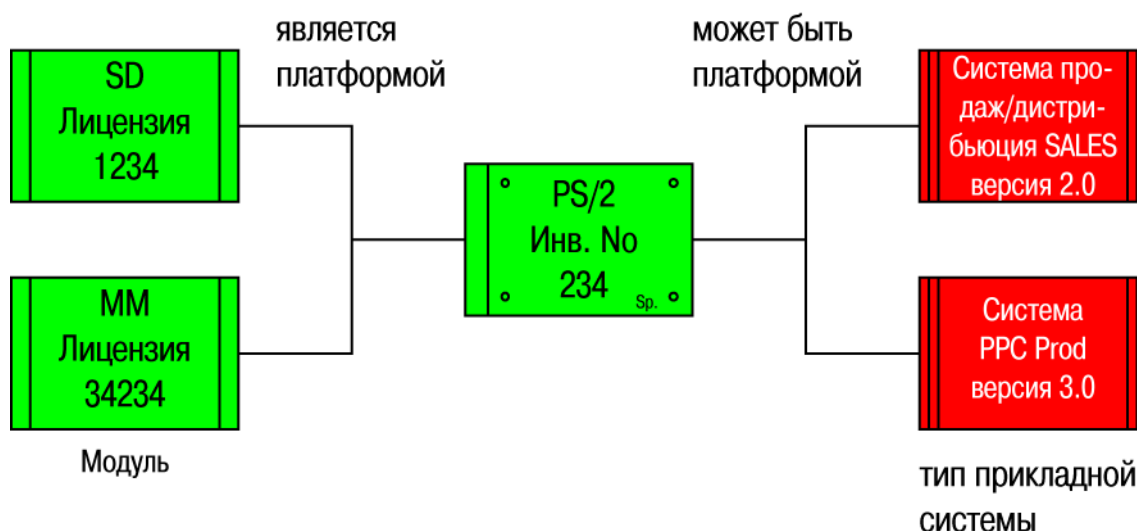 является
платформой
может быть
платформой
SD
Лицензия
1234
PS/2
Инв. No
234
Sp.
Система про-
даж/дистри-
бьюция SALES
версия 2.0
MM
Лицензия
34234
Модуль
Система
PPC Prod
версия 3.0
тип прикладной
системы